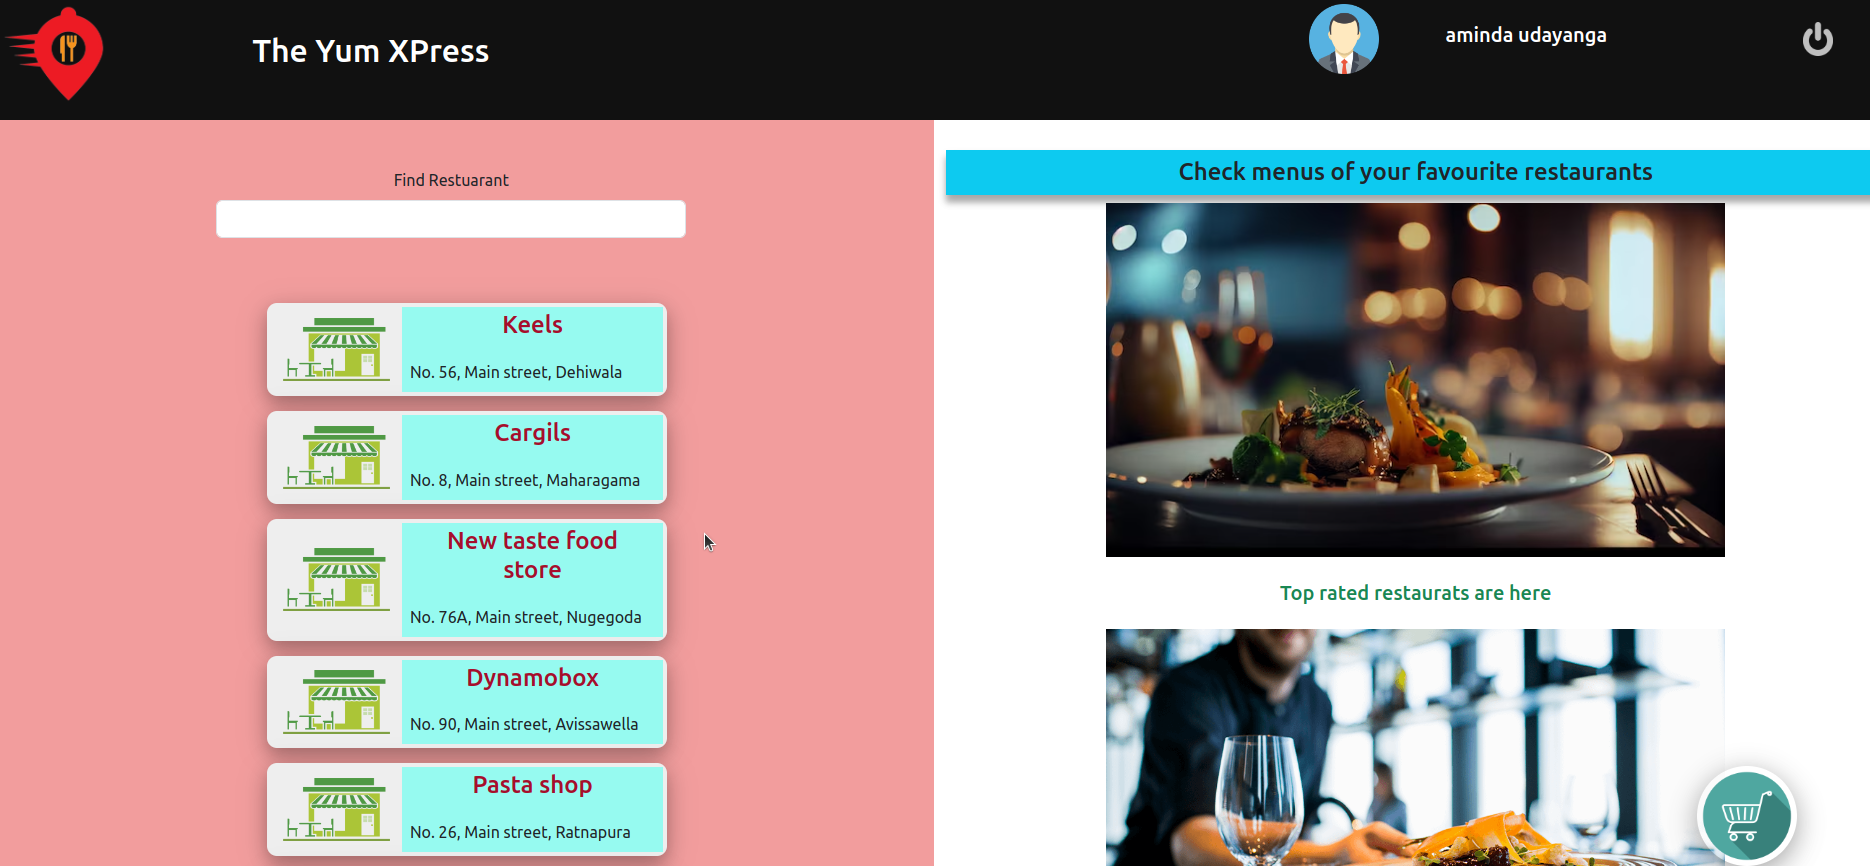 The Yum XPress
aminda udayanga
Find Restuarant
Keels
No. 56, Main street, Dehiwala
Cargils
No. 8, Main street, Maharagama
New taste food
store
No. 76A, Main street, Nugegoda
Dynamobox
No. 90, Main street, Avissawella
Pasta shop
No. 26, Main street, Ratnapura
Check menus of your favourite restaurants
Top rated restaurats are here